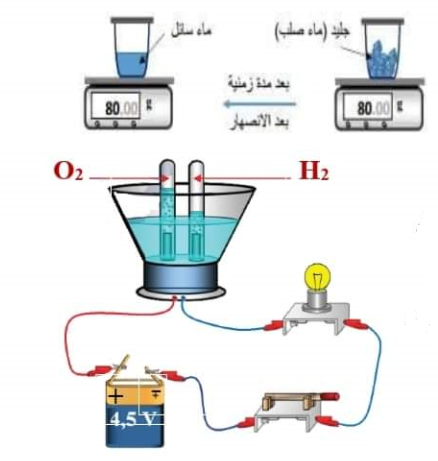 ماء سائل
جليد (ماء صلب)
بعد مدة زمنية
بعد الانصهار
80.00 g
80.00 g
O₂
H₂
+
4,5 V